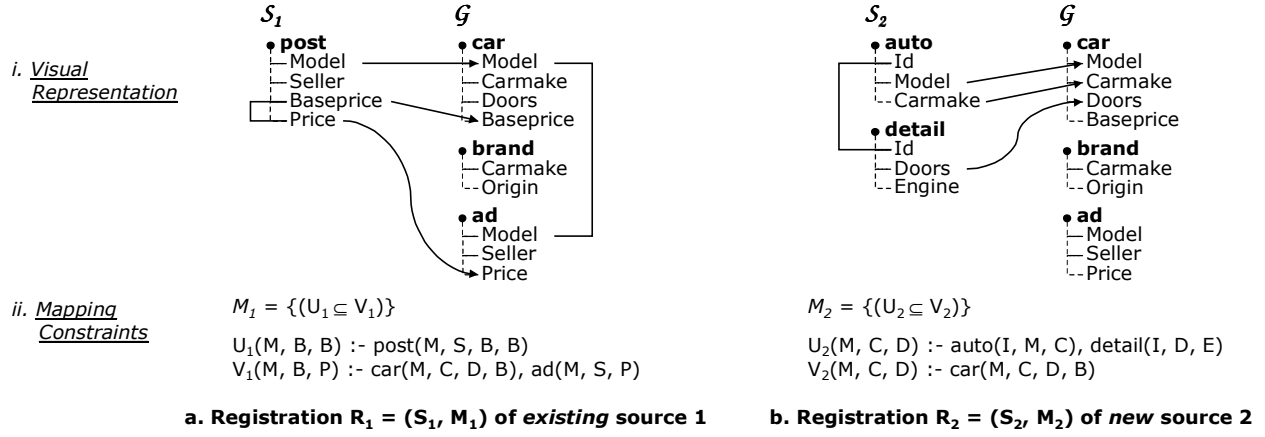 S1 G S2 G
i. Visual Representation
post
Model
Seller
Baseprice
Price
car
Model
Carmake
Doors
Baseprice
brand
Carmake
Origin
ad
Model
Seller
Price
auto
Id
Model
Carmake
detail
Id
Doors
Engine
car
Model
Carmake
Doors
Baseprice
brand
Carmake
Origin
ad
Model
Seller
Price
ii. Mapping Constraints
M1 = {(U1 ⊆ V1)}
U1(M, B, B) :- post(M, S, B, B)
V1(M, B, P) :- car(M, C, D, B), ad(M, S, P)
M2 = {(U2 ⊆ V2)}
U2(M, C, D) :- auto(I, M, C), detail(I, D, E)
V2(M, C, D) :- car(M, C, D, B)
a. Registration R1 = (S1, M1) of existing source 1
b. Registration R2 = (S2, M2) of new source 2